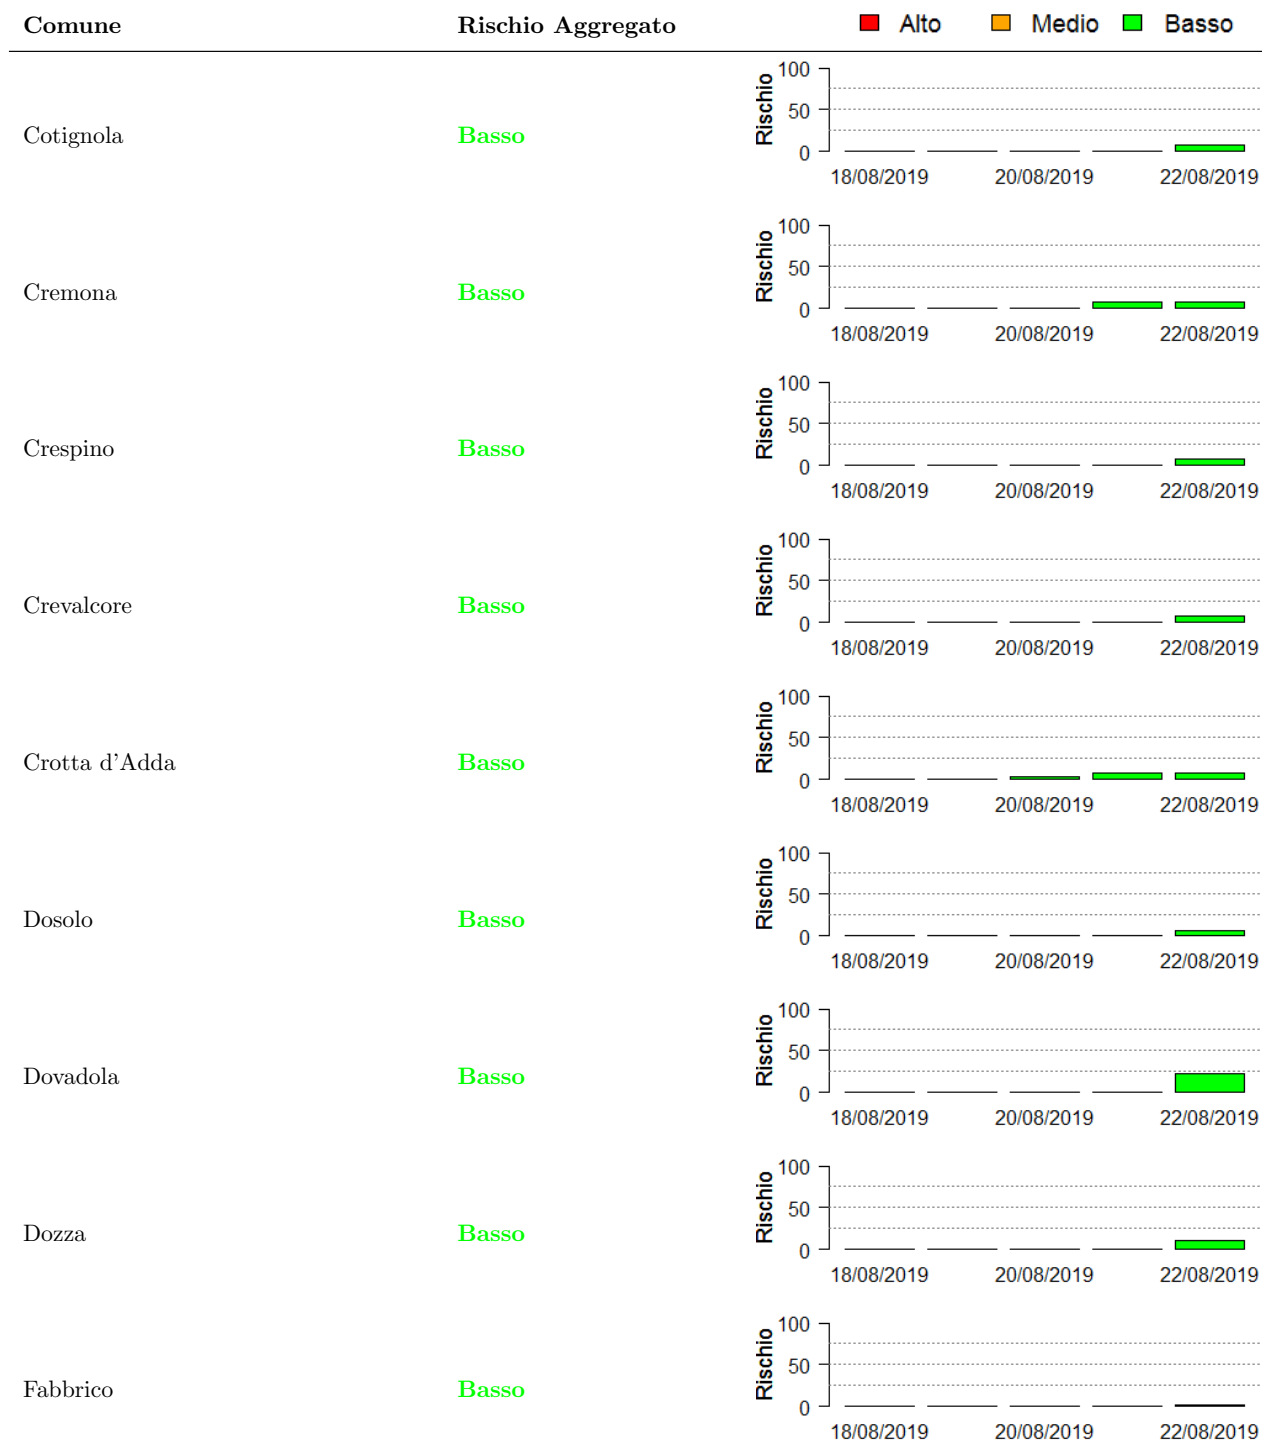 Comune Rischio Aggregato Alto Medio Basso
Cotignola Basso
Rischio
100
50
0
18/08/2019 20/08/2019 22/08/2019
Cremona Basso
Rischio
100
50
0
18/08/2019 20/08/2019 22/08/2019
Crespino Basso
Rischio
100
50
0
18/08/2019 20/08/2019 22/08/2019
Crevalcore Basso
Rischio
100
50
0
18/08/2019 20/08/2019 22/08/2019
Crotta d'Adda Basso
Rischio
100
50
0
18/08/2019 20/08/2019 22/08/2019
Dosolo Basso
Rischio
100
50
0
18/08/2019 20/08/2019 22/08/2019
Dovadola Basso
Rischio
100
50
0
18/08/2019 20/08/2019 22/08/2019
Dozza Basso
Rischio
100
50
0
18/08/2019 20/08/2019 22/08/2019
Fabbrico Basso
Rischio
100
50
0
18/08/2019 20/08/2019 22/08/2019